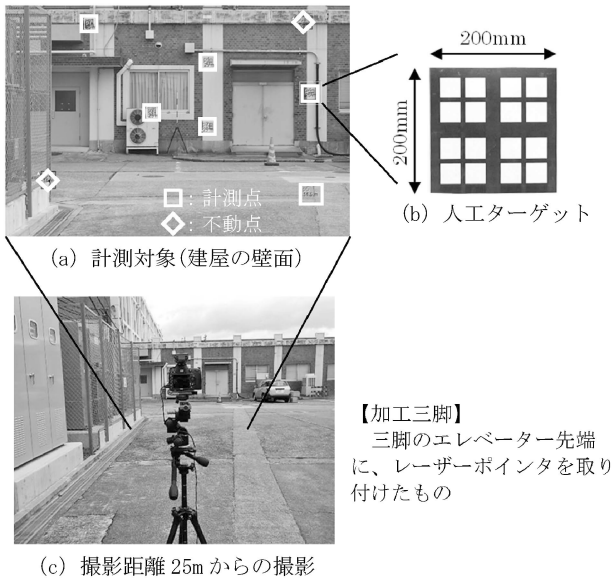 200mm
200mm
□：計測点
◇：不動点
(b) 人工ターゲット
(a) 計測対象(建屋の壁面)
【加工三脚】
三脚のエレベーター先端
に、レーザーポインタを取り
付けたもの
(c) 撮影距離25mからの撮影